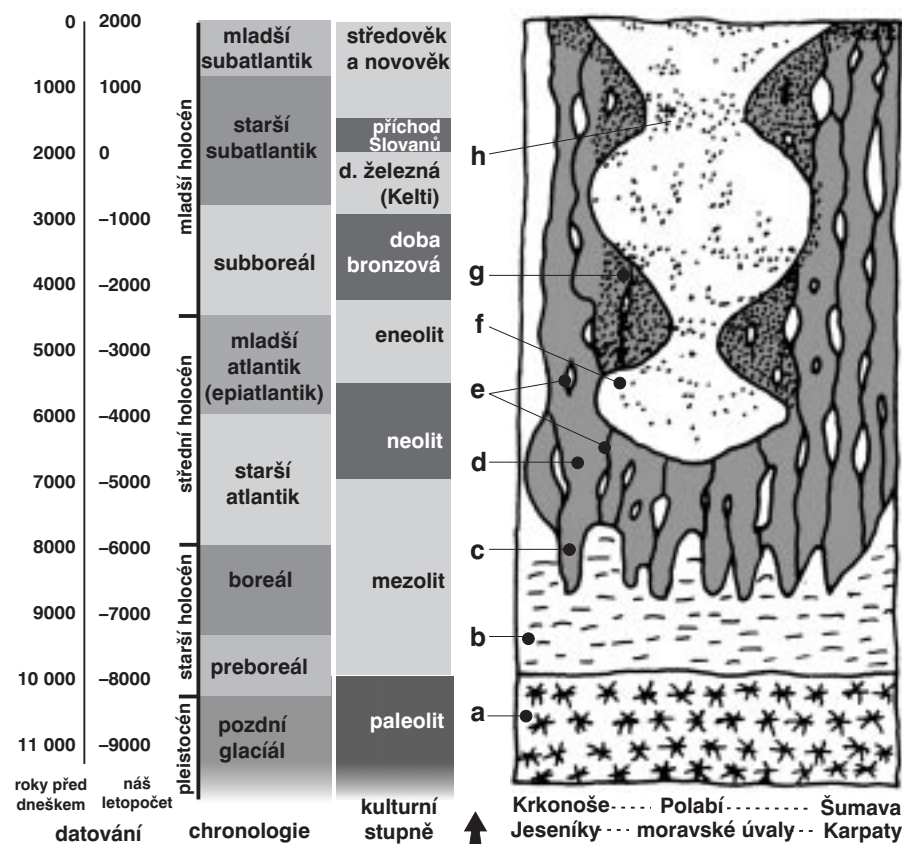 0
1000
2000
3000
4000
5000
6000
7000
8000
9000
10 000
11 000
roky před
dneškem
2000
1000
0
–1000
–2000
–3000
–4000
–5000
–6000
–7000
–8000
–9000
náš
letopočet
datování
mladší holocén
střední holocén
starší holocén
pleistocén
mladší
subatlantik
starší
subatlantik
subboreál
mladší
atlantik
(epiatlantik)
starší
atlantik
boreál
preboreál
pozdní
glaciál
chronologie
středověk
a novověk
příchod
Slovanů
d. železná
(Kelti)
doba
bronzová
eneolit
neolit
mezolit
paleolit
kulturní
stupně
h
g
f
e
d
c
b
a
Krkonoše
Polabí
Šumava
Jeseníky
moravské úvaly
Karpaty